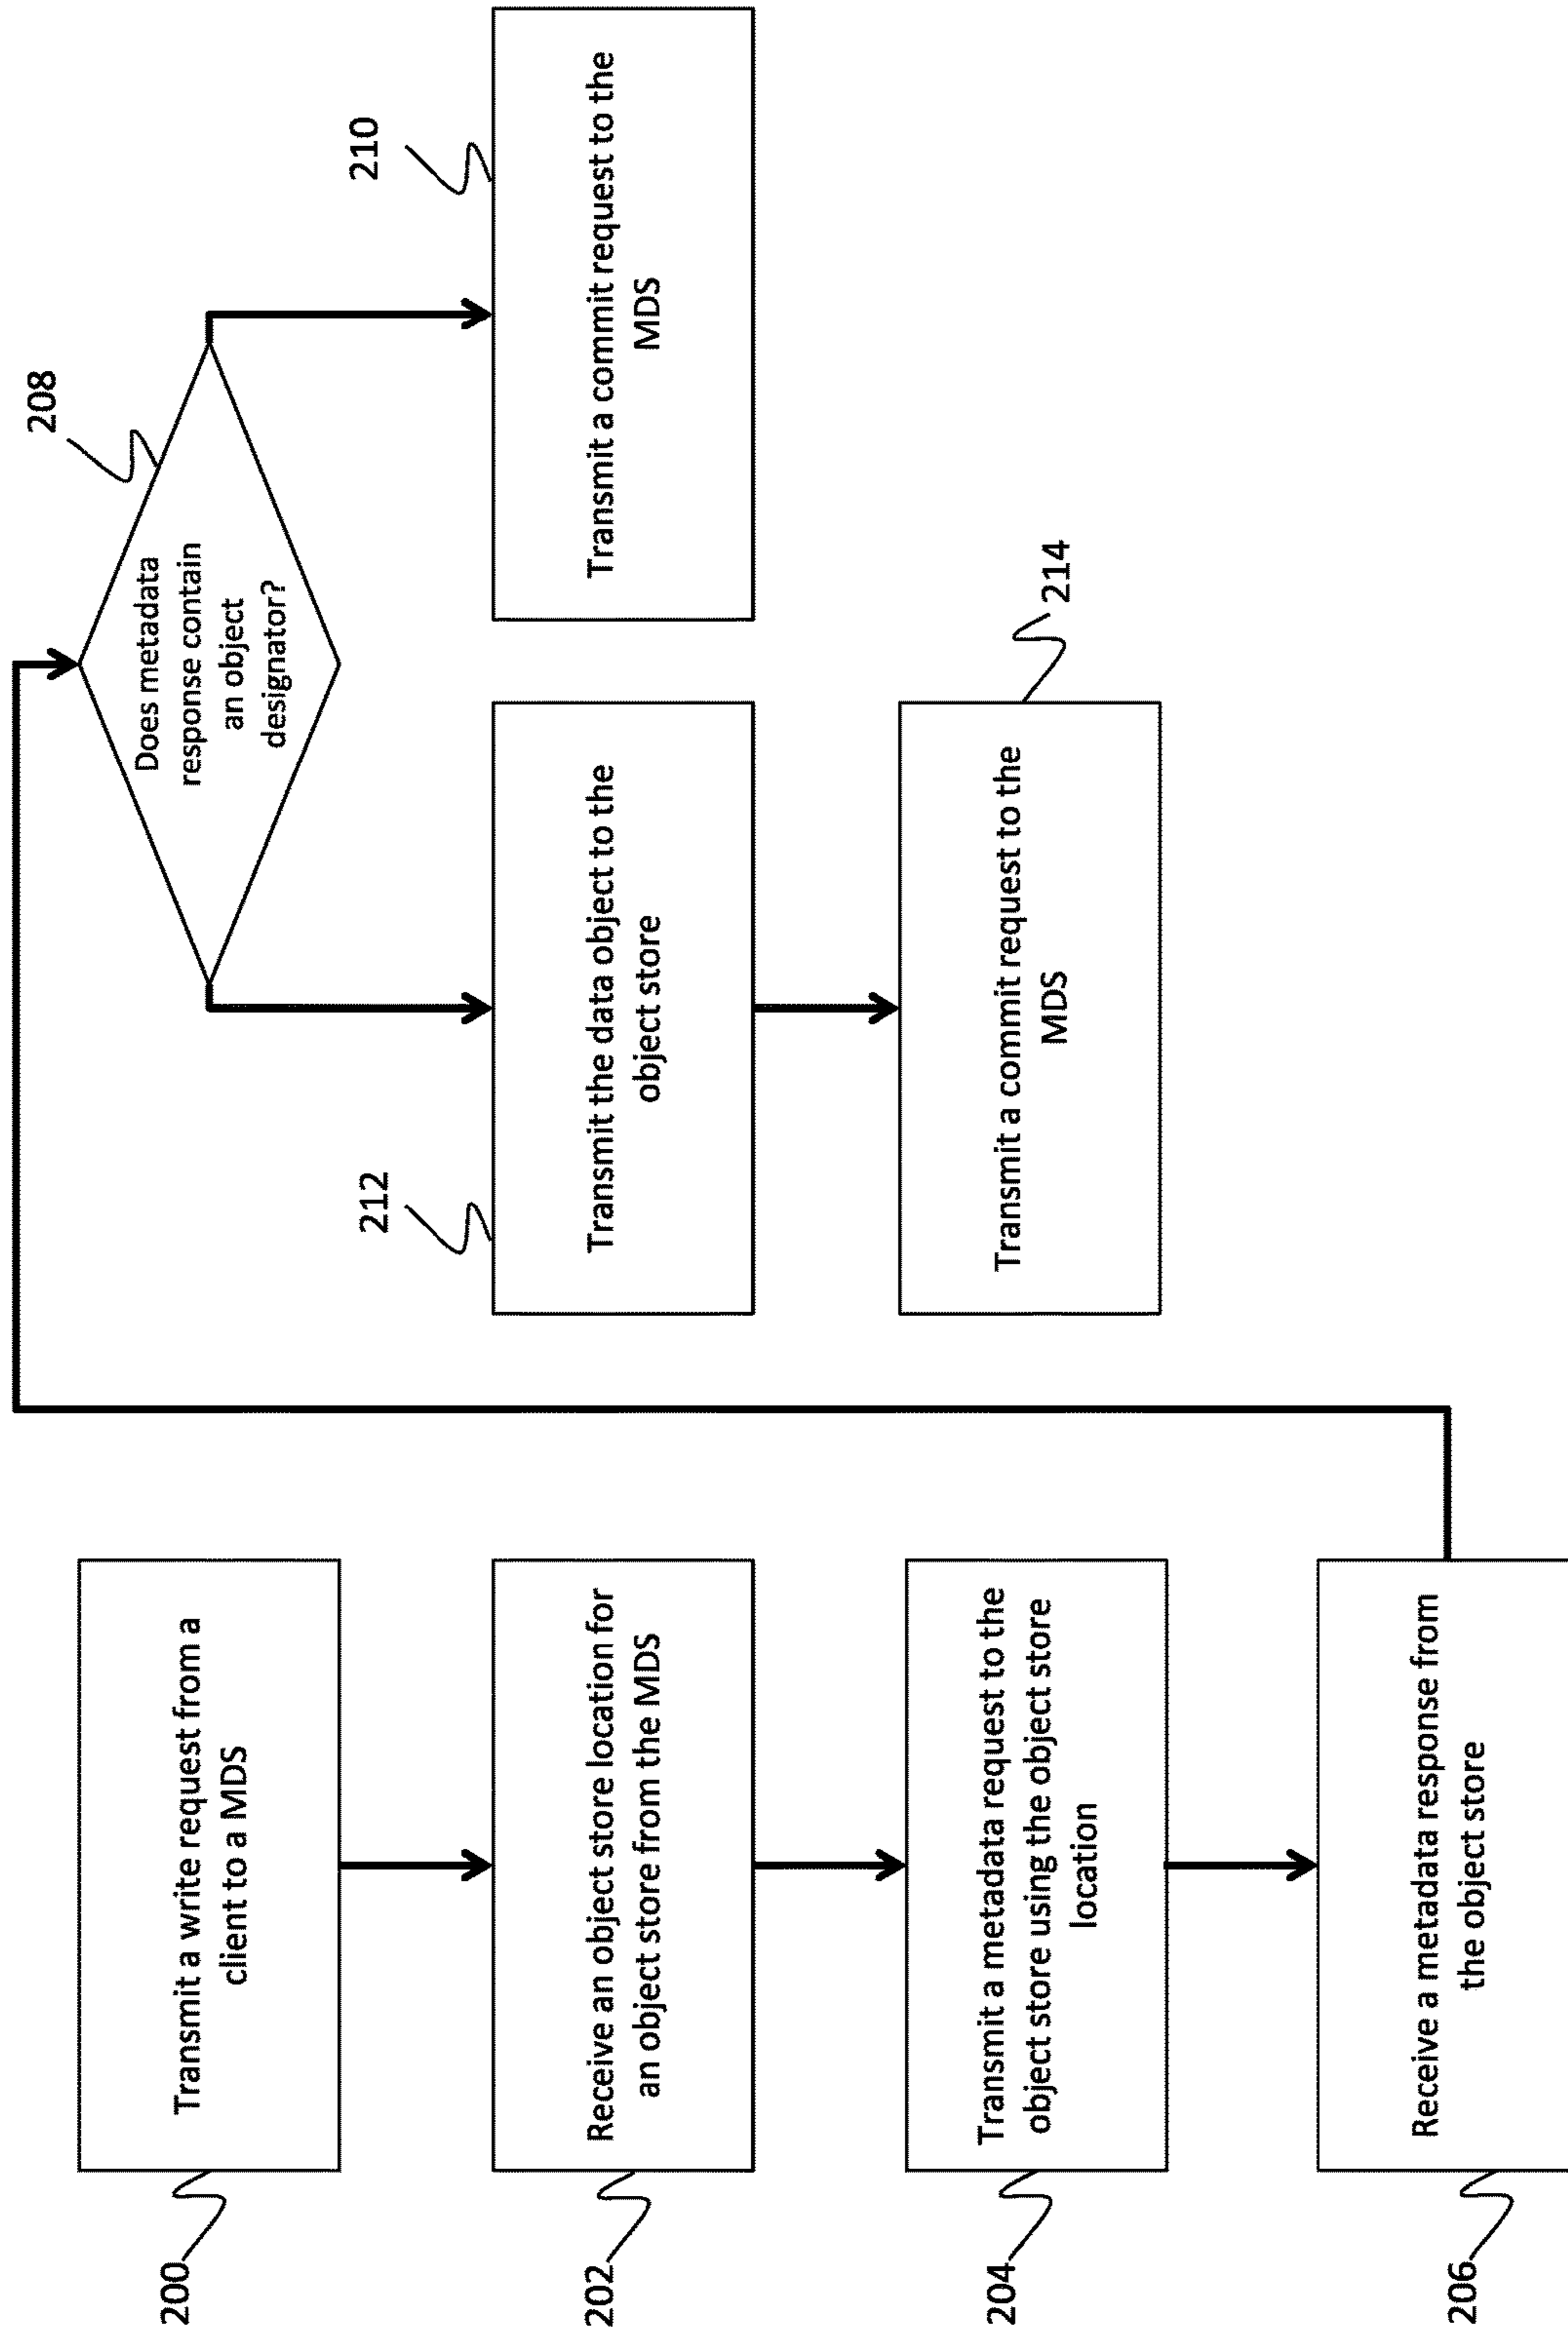 200
Transmit a write request from a
client to a MDS
202
Receive an object store location for
an object store from the MDS
204
Transmit a metadata request to the
object store using the object store
location
206
Receive a metadata response from
the object store
208
Does metadata
response contain
an object
designator?
212
Transmit the data object to the
object store
210
Transmit a commit request to the
MDS
214
Transmit a commit request to the
MDS